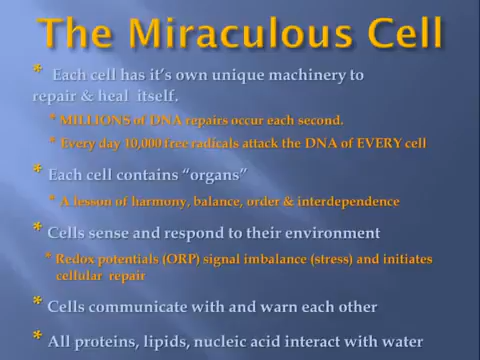 The Miraculous Cell
* Each cell has it's own unique machinery to
repair & heal itself.
* MILLIONS of DNA repairs occur each second.
* Every day 10,000 free radicals attack the DNA of EVERY cell
* Each cell contains “organs”
* A lesson of harmony, balance, order & interdependence
* Cells sense and respond to their environment
* Redox potentials (ORP) signal imbalance (stress) and initiates
cellular repair
* Cells communicate with and warn each other
* All proteins, lipids, nucleic acid interact with water